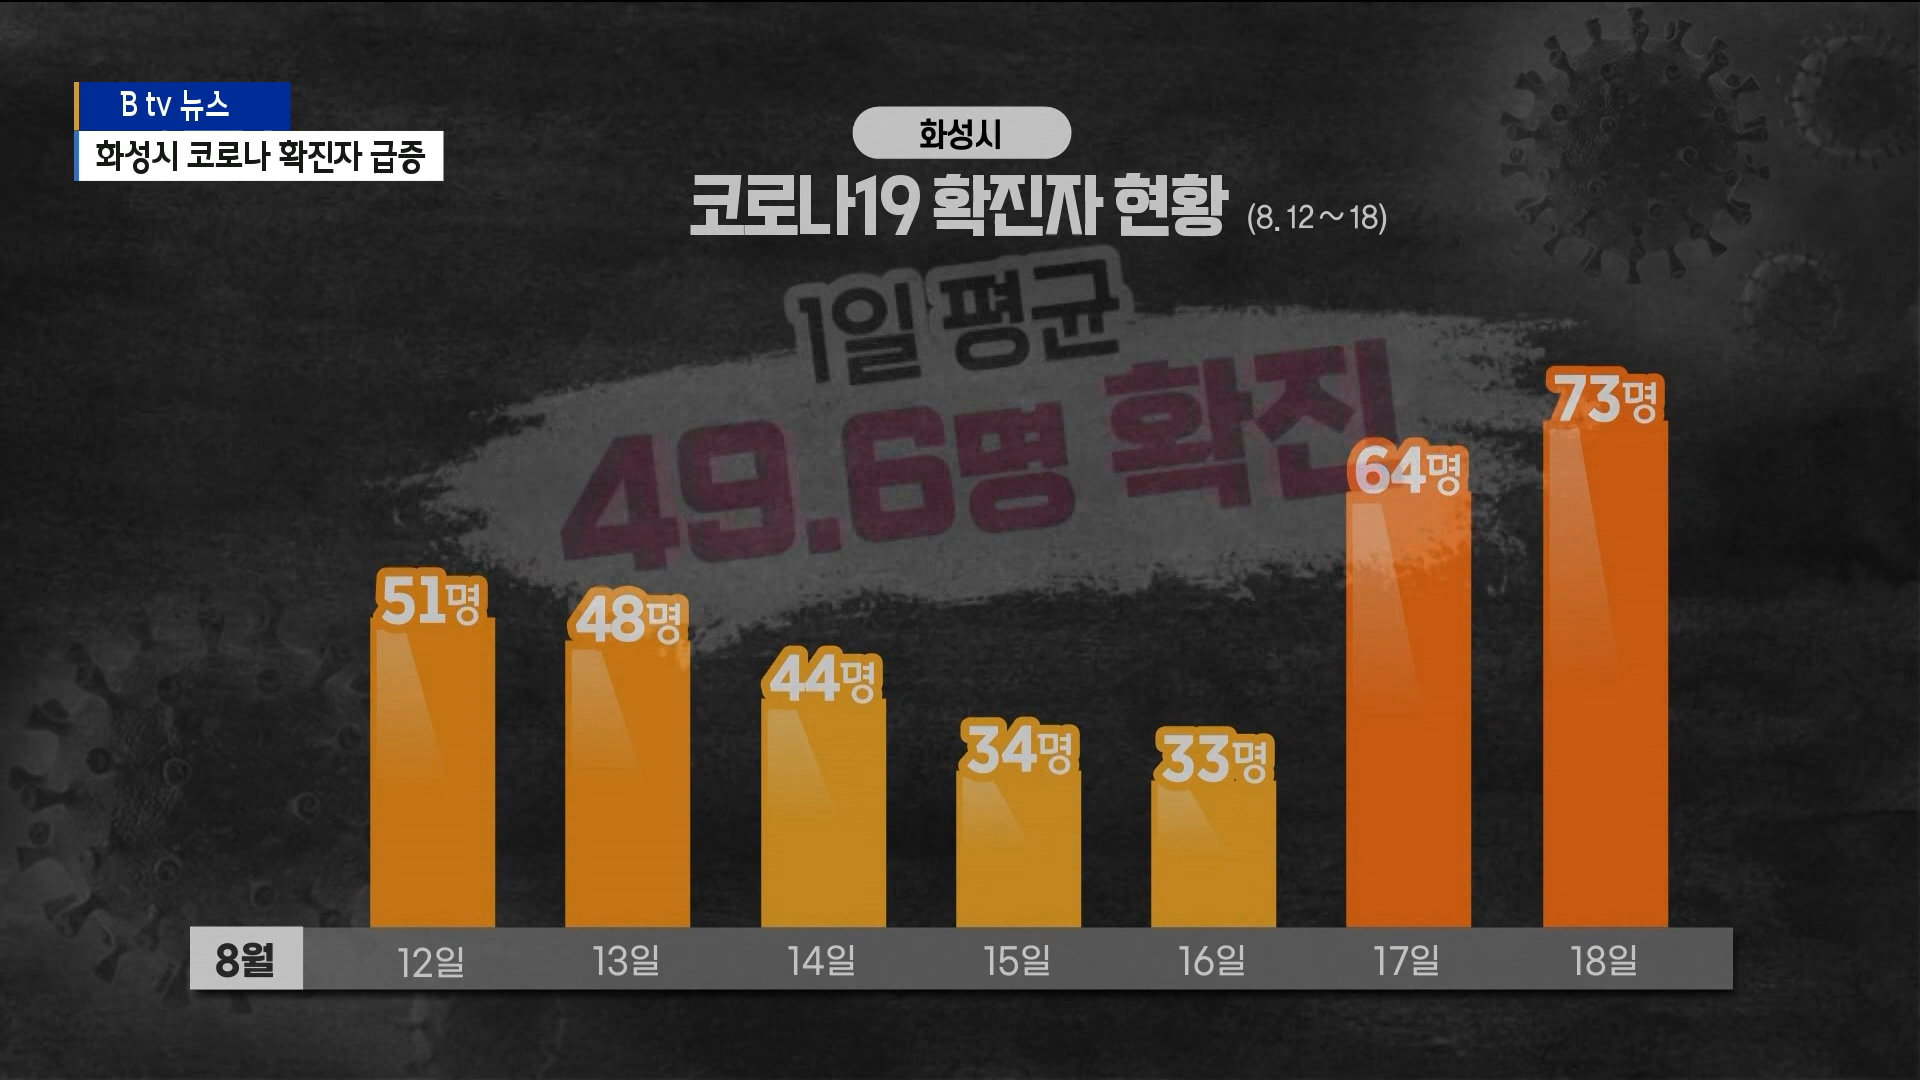 B tv 뉴스
화성시 코로나 확진자 급증
화성시
코로나19 확진자 현황 (8. 12~18)
1일 평균
49.6명 확진
51명
48명
44명
34명
33명
64명
73명
8월 12일 13일 14일 15일 16일 17일 18일